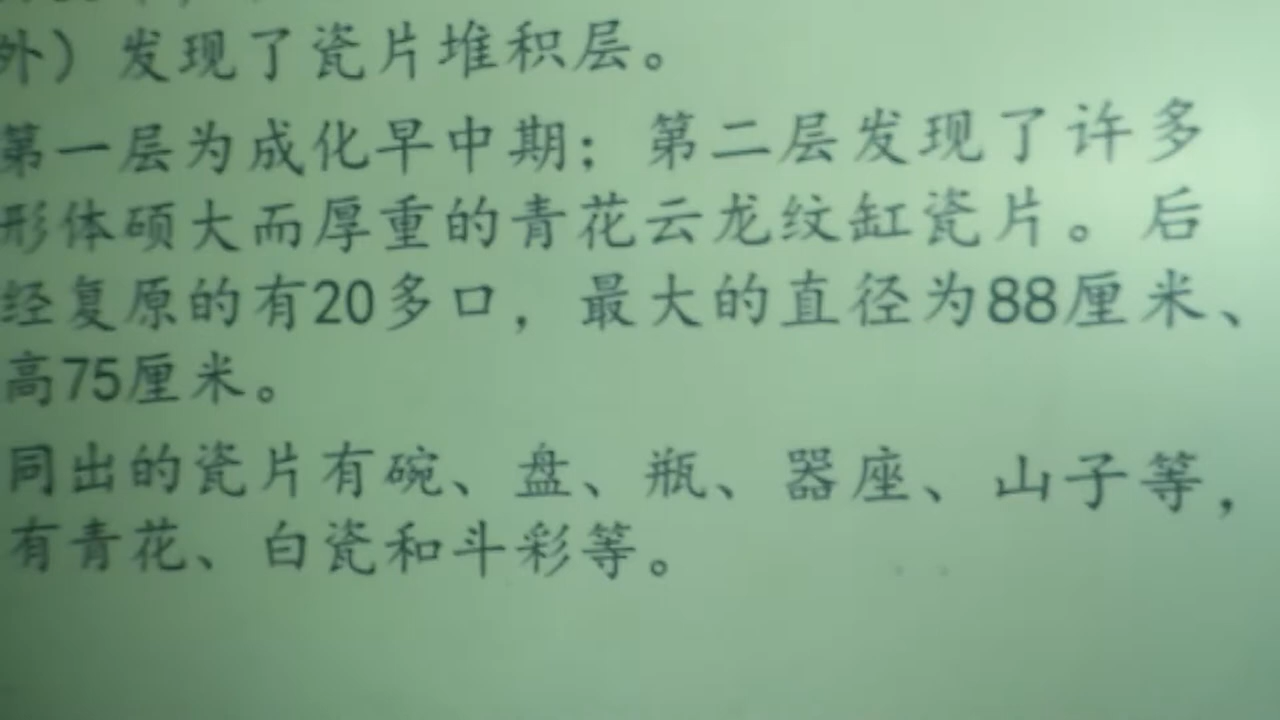 外）发现了瓷片堆积层。
第一层为成化早中期；第二层发现了许多
形体硕大而厚重的青花云龙纹缸瓷片。后
经复原的有20多口，最大的直径为88厘米、
高75厘米。
同出的瓷片有碗、盘、瓶、器座、山子等，
有青花、白瓷和斗彩等。